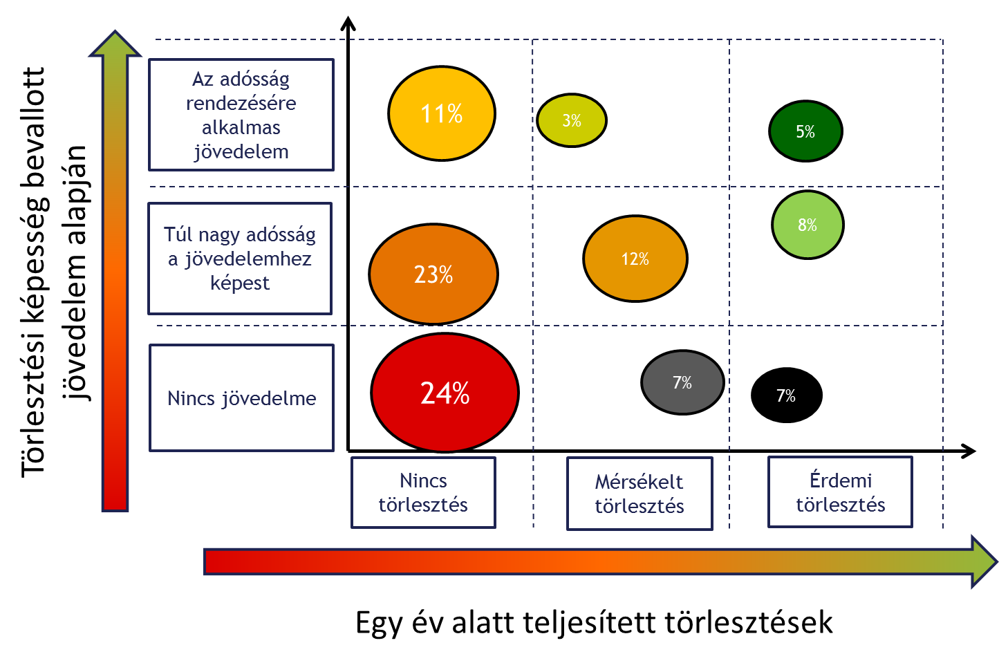 Törlesztési képesség bevallott
jövedelem alapján
Az adósság
rendezésére
alkalmas
jövedelem
11%
3%
5%
Túl nagy adósság
a jövedelemhez
képest
23%
12%
8%
Nincs jövedelme
24%
7%
7%
Nincs
törlesztés
Mérsékelt
törlesztés
Érdemi
törlesztés
Egy év alatt teljesített törlesztések